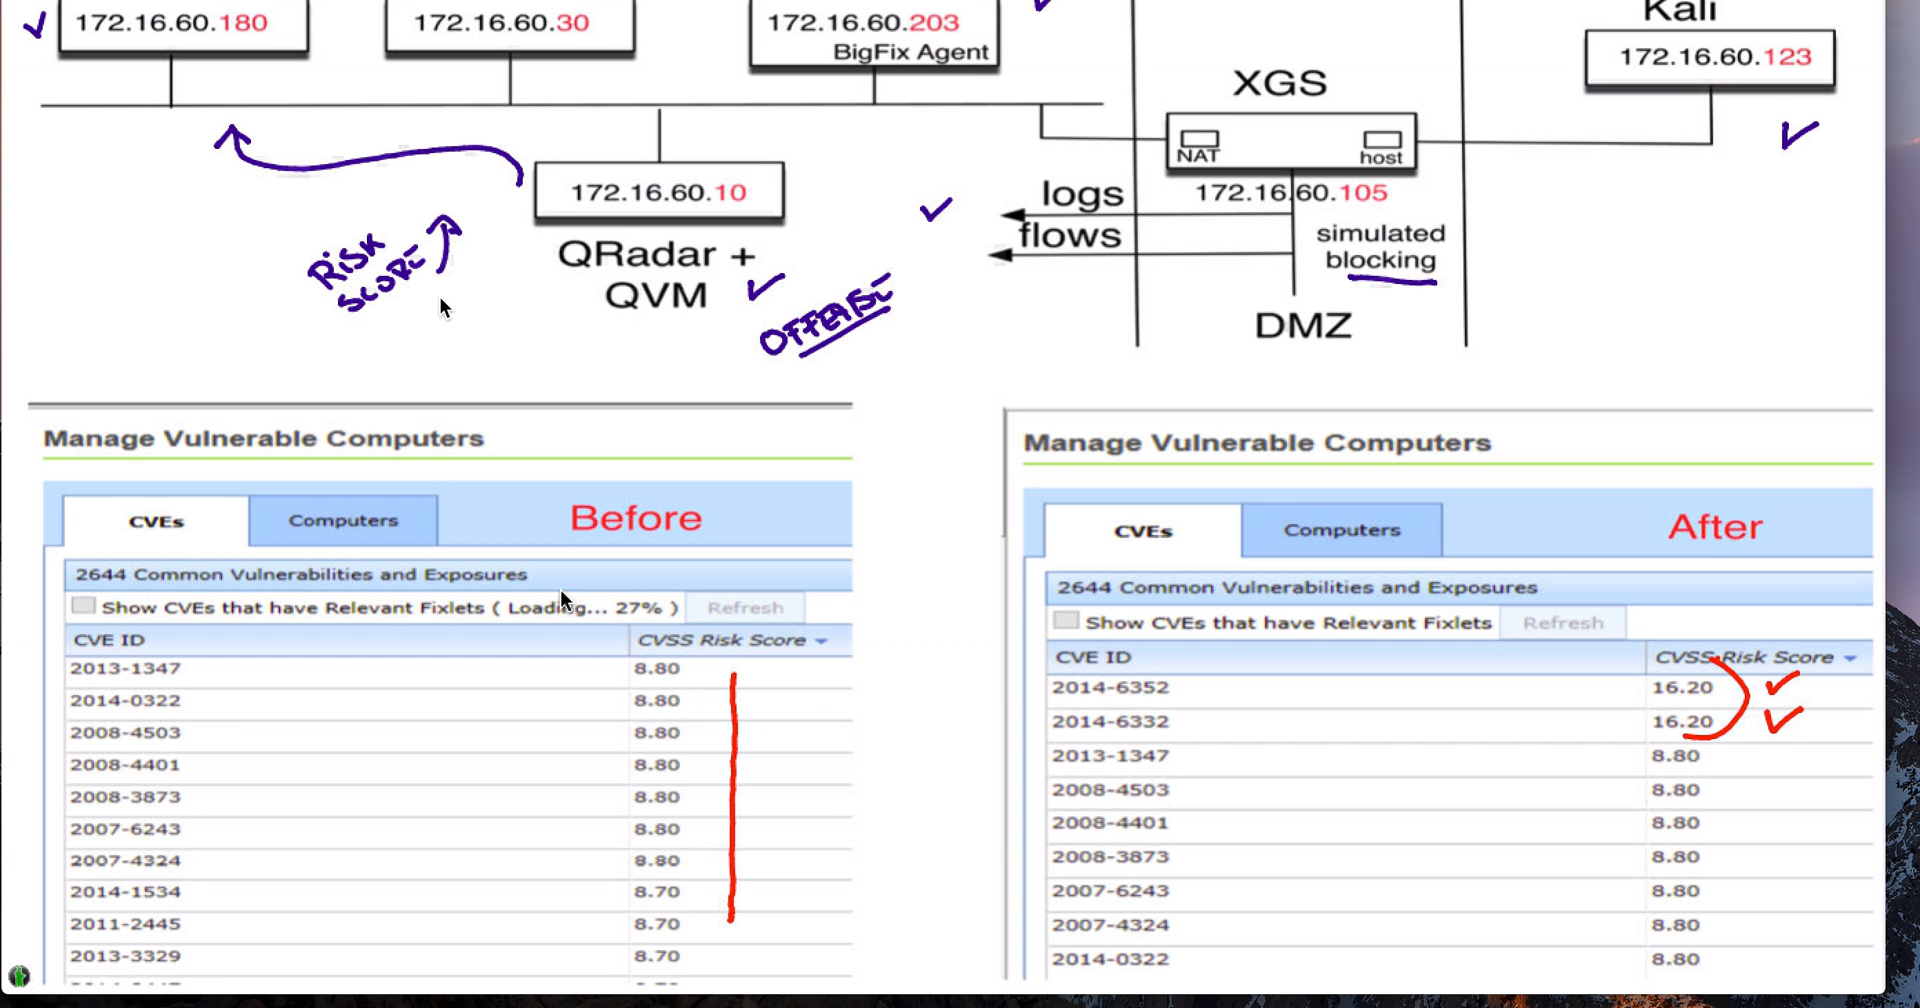 172.16.60.180
172.16.60.30
172.16.60.203
BigFix Agent
Kali
172.16.60.123
XGS
NAT
host
172.16.60.105
172.16.60.10
QRadar +
QVM
logs
flows
simulated
blocking
DMZ
RISK
SCORE
OFFENSE
Manage Vulnerable Computers
CVEs
Computers
Before
2644 Common Vulnerabilities and Exposures
Show CVEs that have Relevant Fixlets ( Loading... 27% )
Refresh
CVE ID CVSS Risk Score
2013-1347 8.80
2014-0322 8.80
2008-4503 8.80
2008-4401 8.80
2008-3873 8.80
2007-6243 8.80
2007-4324 8.80
2014-1534 8.70
2011-2445 8.70
2013-3329 8.70
Manage Vulnerable Computers
CVEs
Computers
After
2644 Common Vulnerabilities and Exposures
Show CVEs that have Relevant Fixlets
Refresh
CVE ID CVSS Risk Score
2014-6352 16.20
2014-6332 16.20
2013-1347 8.80
2008-4503 8.80
2008-4401 8.80
2008-3873 8.80
2007-6243 8.80
2007-4324 8.80
2014-0322 8.80